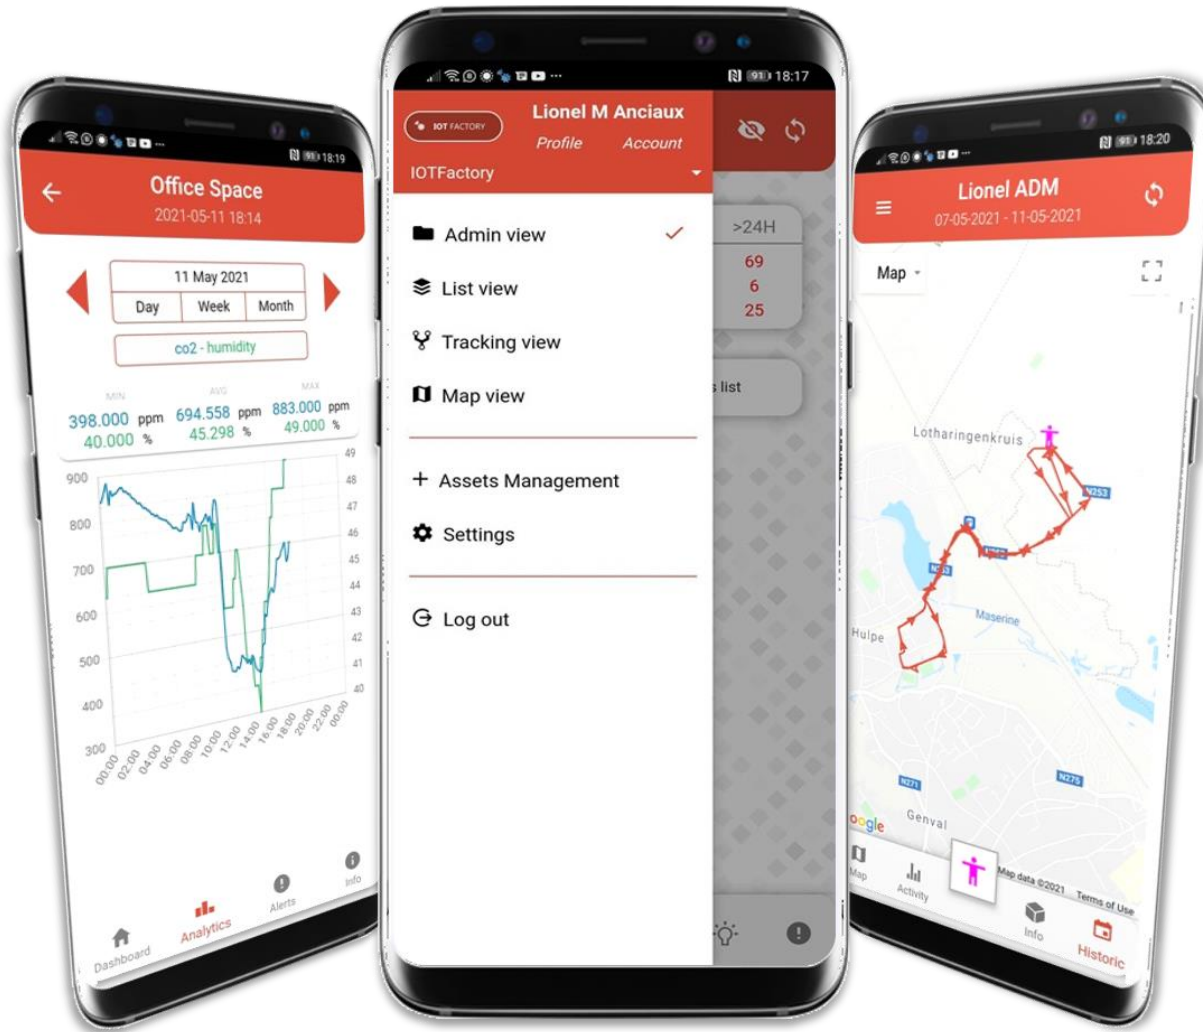 18:19
Office Space
2021-05-11 18:14
11 May 2021
Day Week Month
co2 - humidity
MIN AVG MAX
398.000 ppm 694.558 ppm 883.000 ppm
40.000 % 45.298 % 49.000 %
900 49
800 48
700 47
600 46
500 45
400 44
300 43
42
41
40
00:00 02:00 04:00 06:00 08:00 10:00 12:00 14:00 16:00 18:00 20:00 22:00 00:00
Dashboard Analytics Alerts Info
91 18:17
IOT FACTORY
Lionel M Anciaux
Profile Account
IOTFactory
Admin view
List view
Tracking view
Map view
+ Assets Management
Settings
Log out
>24H
69
6
25
list
91 18:20
Lionel ADM
07-05-2021 - 11-05-2021
Map
Lotharingenkruis
N253
N253
Maserine
Hulpe
N275
N271
Genval
oogle
Map data ©2021 Terms of Use
Map Activity Info Historic